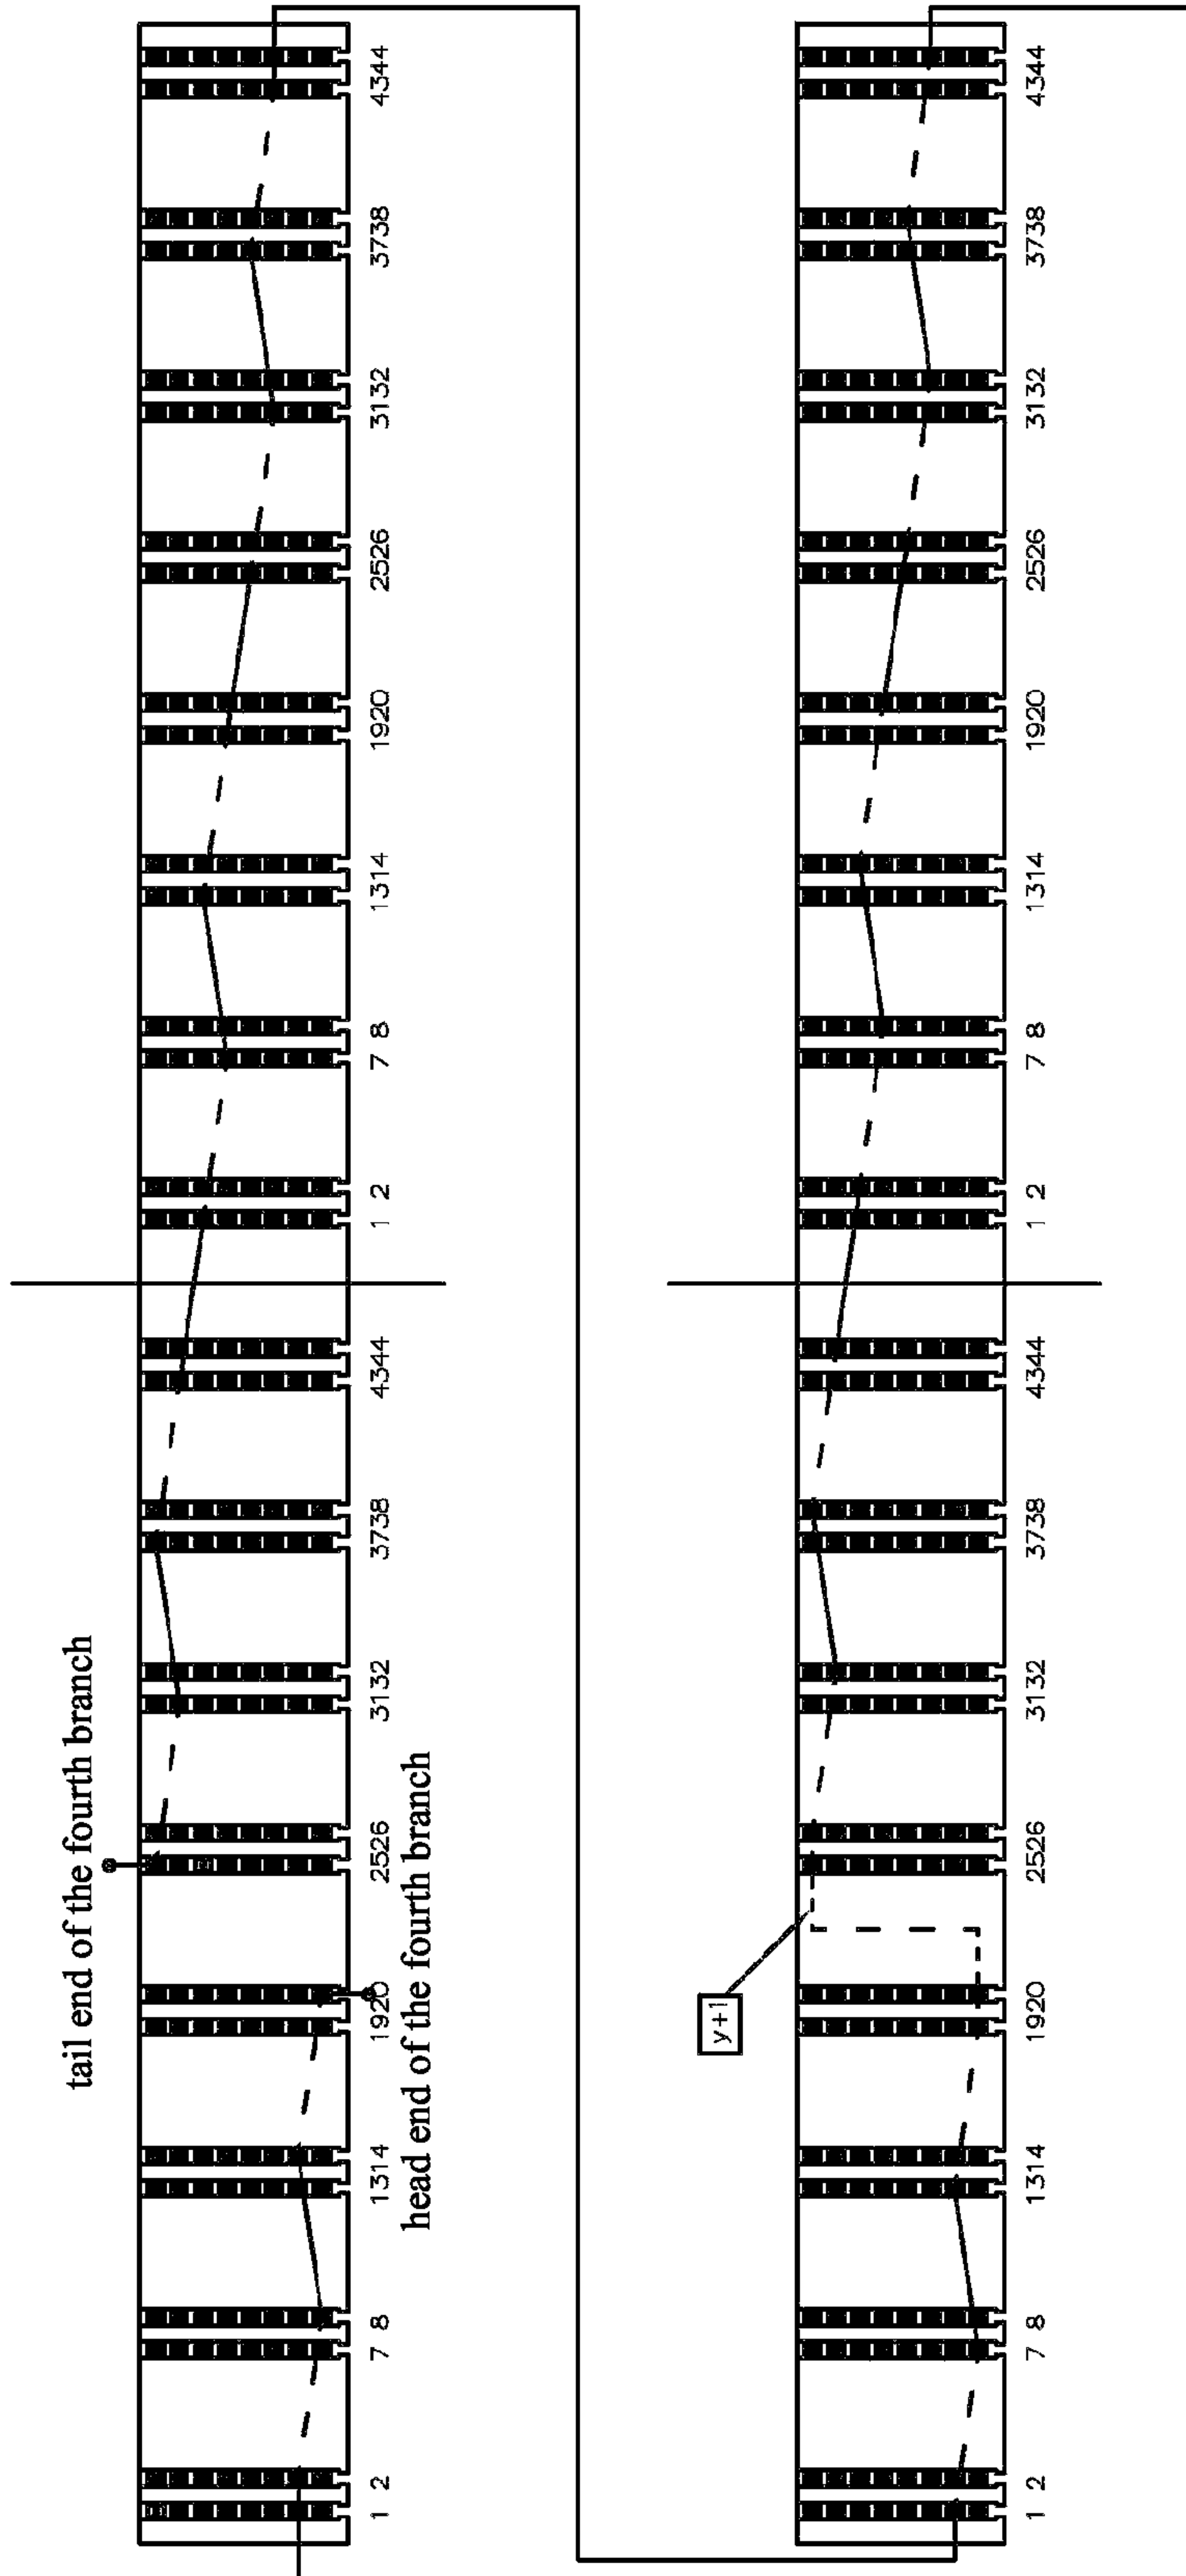 tail end of the fourth branch
1 2 7 8 1314 1920 2526 3132 3738 4344 1 2 7 8 1314 1920 2526 3132 3738 4344
head end of the fourth branch
y+1
1 2 7 8 1314 1920 2526 3132 3738 4344 1 2 7 8 1314 1920 2526 3132 3738 4344